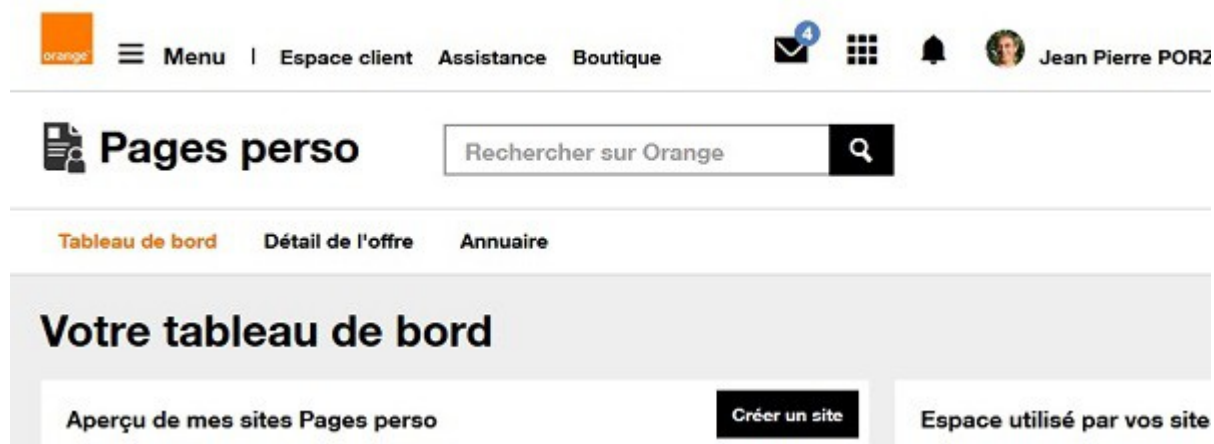 orange Menu | Espace client Assistance Boutique 4 Jean Pierre PORZ
Pages perso Rechercher sur Orange
Tableau de bord Détail de l'offre Annuaire
Votre tableau de bord
Aperçu de mes sites Pages perso Créer un site Espace utilisé par vos site